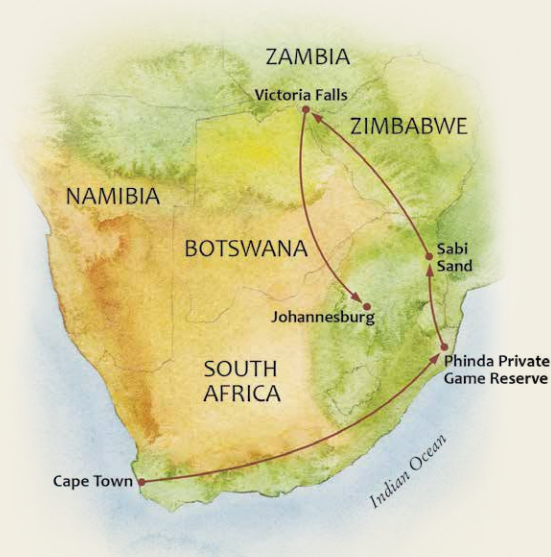 ZAMBIA
Victoria Falls
ZIMBABWE
NAMIBIA
BOTSWANA
Sabi
Sand
Johannesburg
Phinda Private
Game Reserve
SOUTH
AFRICA
Cape Town
Indian Ocean